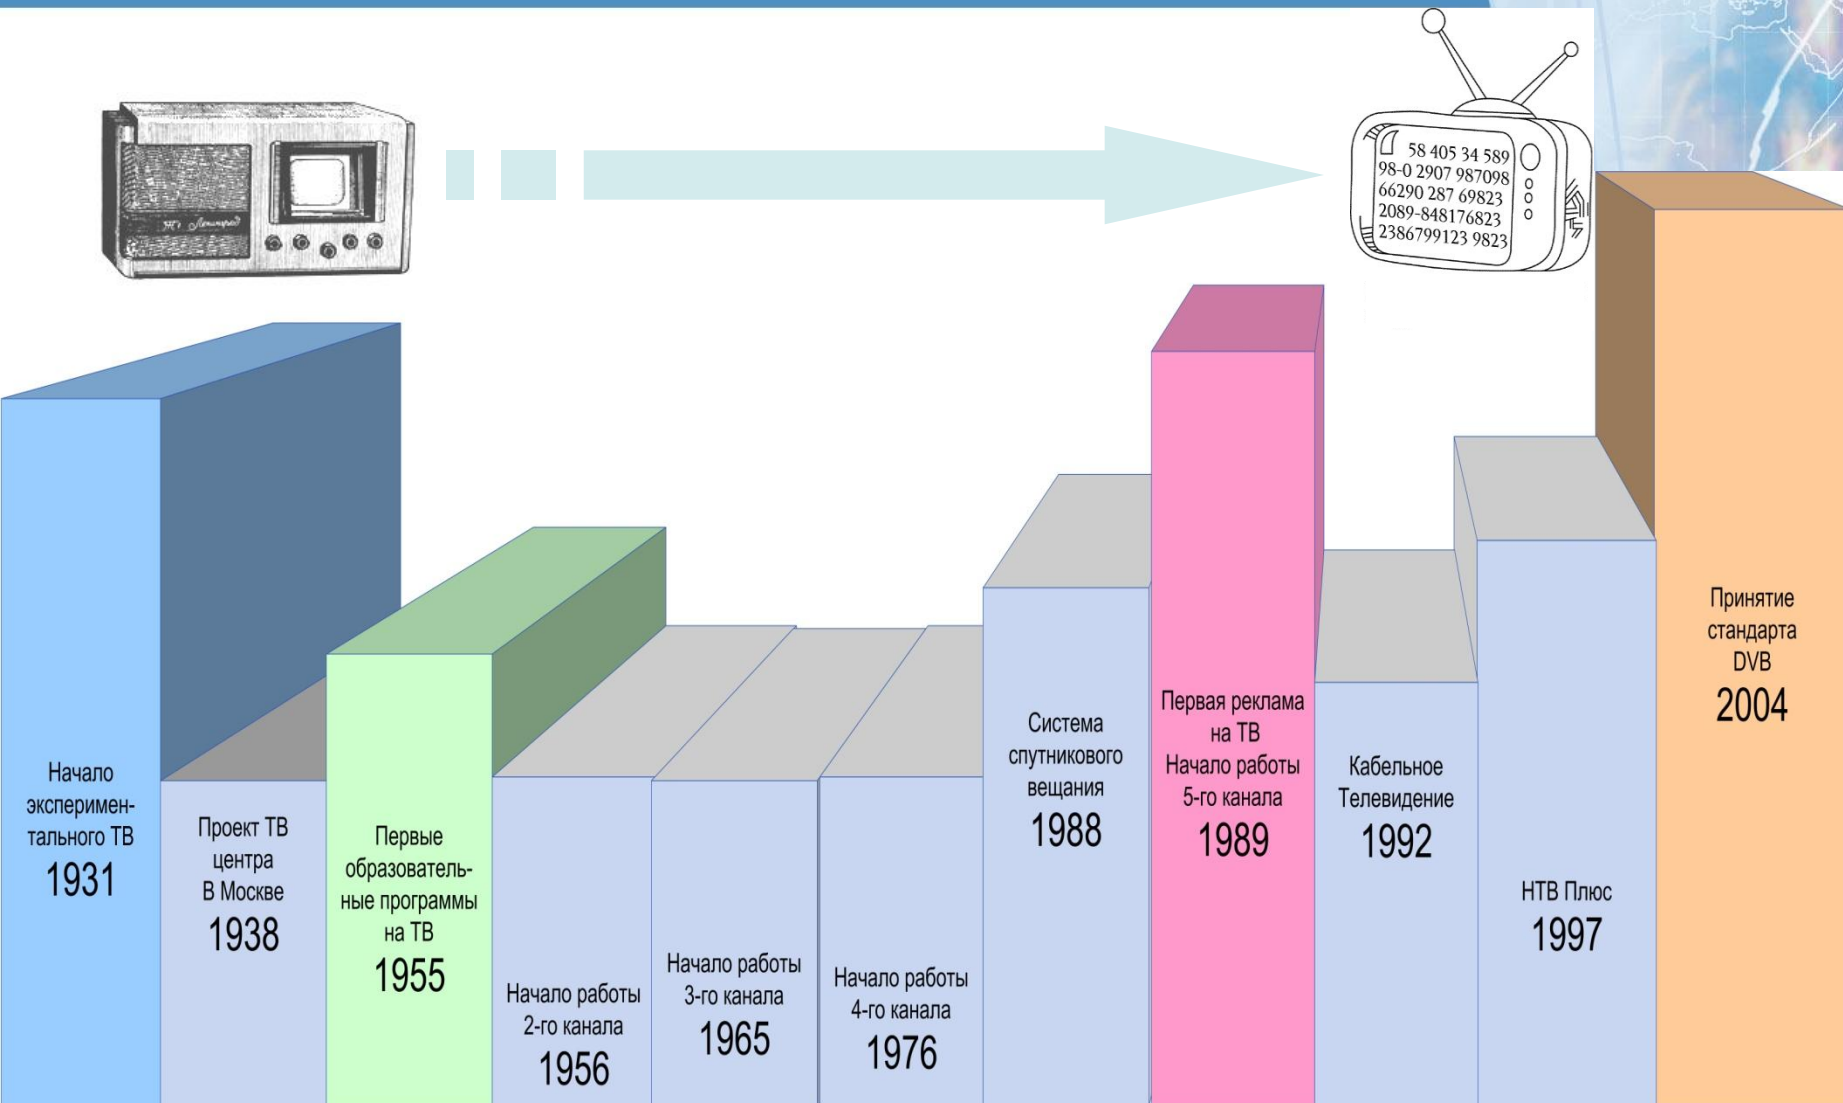 ТЛ Ленинград
58 405 34 589
98-0 2907 987098
66290 287 69823
2089-848176823
2386799123 9823
Начало
эксперимен-
тального ТВ
1931
Проект ТВ
центра
В Москве
1938
Первые
образователь-
ные программы
на ТВ
1955
Начало работы
2-го канала
1956
Начало работы
3-го канала
1965
Начало работы
4-го канала
1976
Система
спутникового
вещания
1988
Первая реклама
на ТВ
Начало работы
5-го канала
1989
Кабельное
Телевидение
1992
НТВ Плюс
1997
Принятие
стандарта
DVB
2004